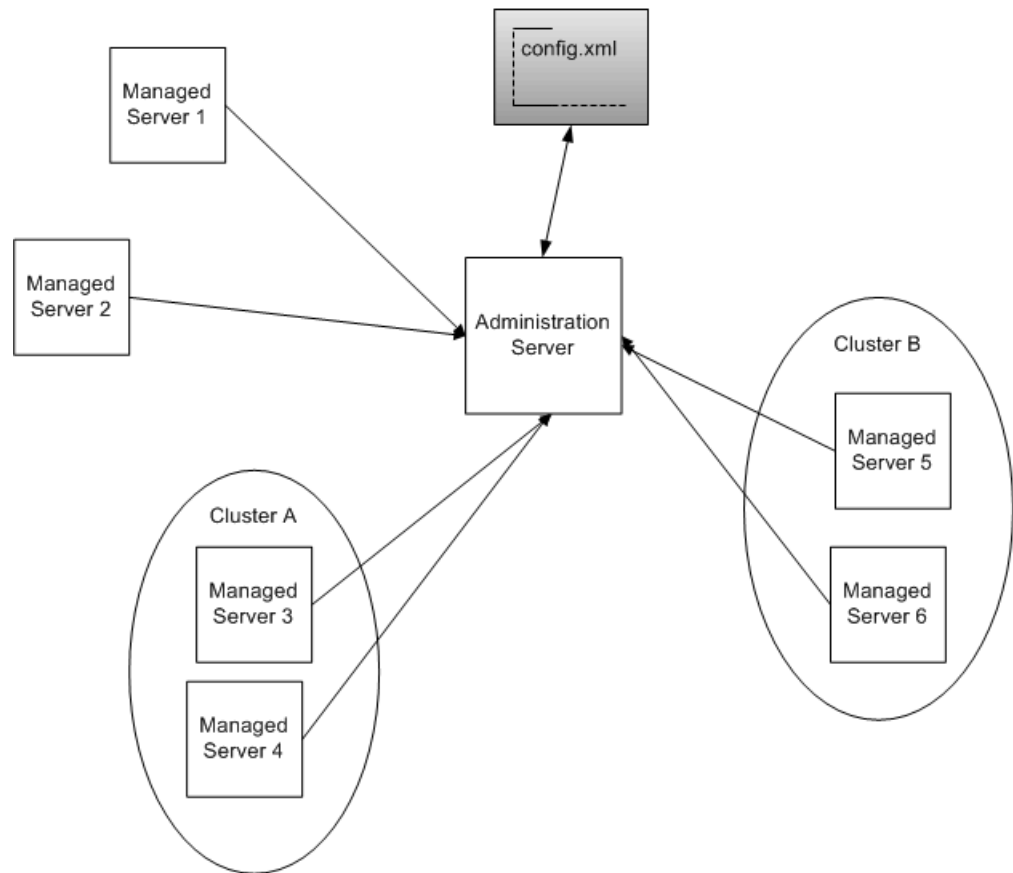 config.xml
Managed
Server 1
Managed
Server 2
Administration
Server
Cluster B
Managed
Server 5
Managed
Server 6
Cluster A
Managed
Server 3
Managed
Server 4